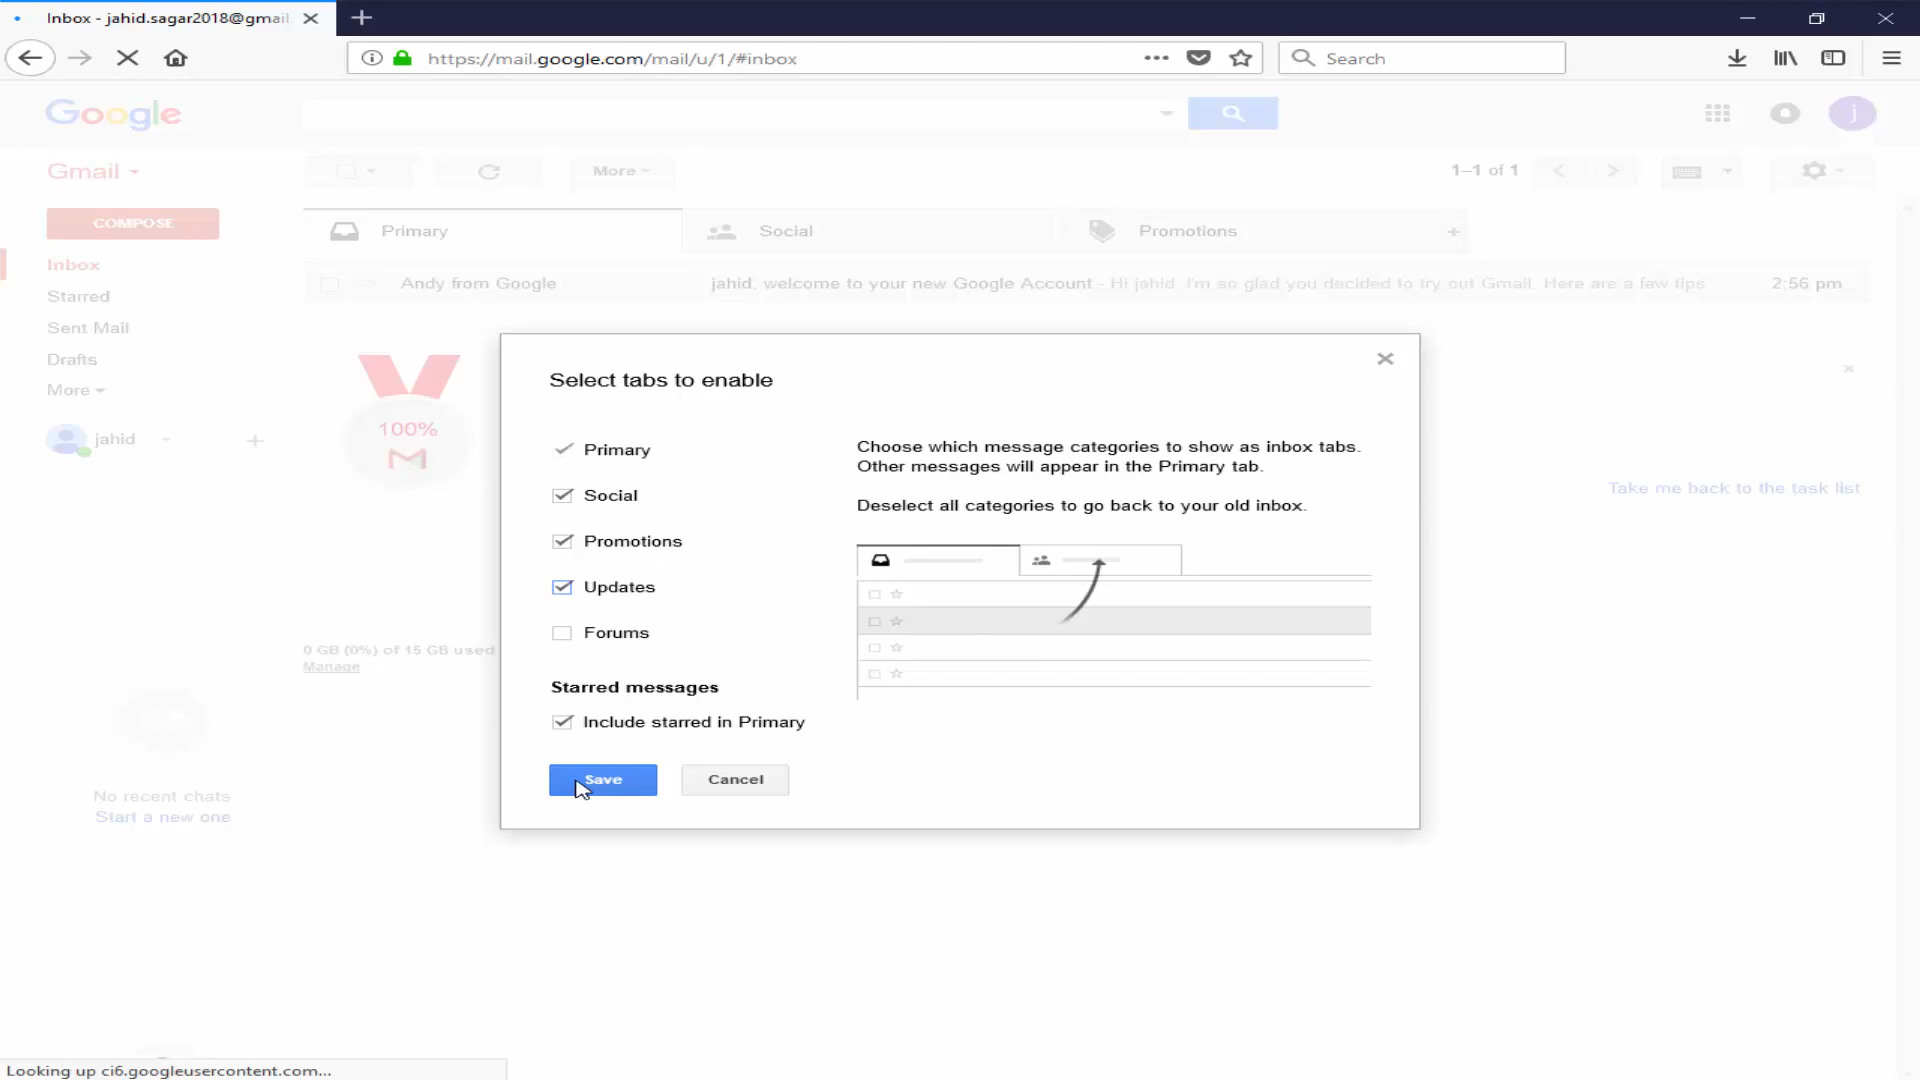 Inbox - jahid.sagar2018@gmail.
https://mail.google.com/mail/u/1/#inbox
Search
Google
Gmail
More
1–1 of 1
j
COMPOSE
Primary
Social
Promotions
Inbox
Andy from Google
jahid, welcome to your new Google Account - Hi jahid I'm so glad you decided to try out Gmail. Here are a few tips
2:56 pm
Starred
Sent Mail
Drafts
More
jahid
100%
Select tabs to enable
Primary
Social
Promotions
Updates
Forums
Choose which message categories to show as inbox tabs.
Other messages will appear in the Primary tab.
Deselect all categories to go back to your old inbox.
Take me back to the task list
0 GB (0%) of 15 GB used
Manage
Starred messages
Include starred in Primary
Save
Cancel
No recent chats
Start a new one
Looking up ci6.googleusercontent.com...